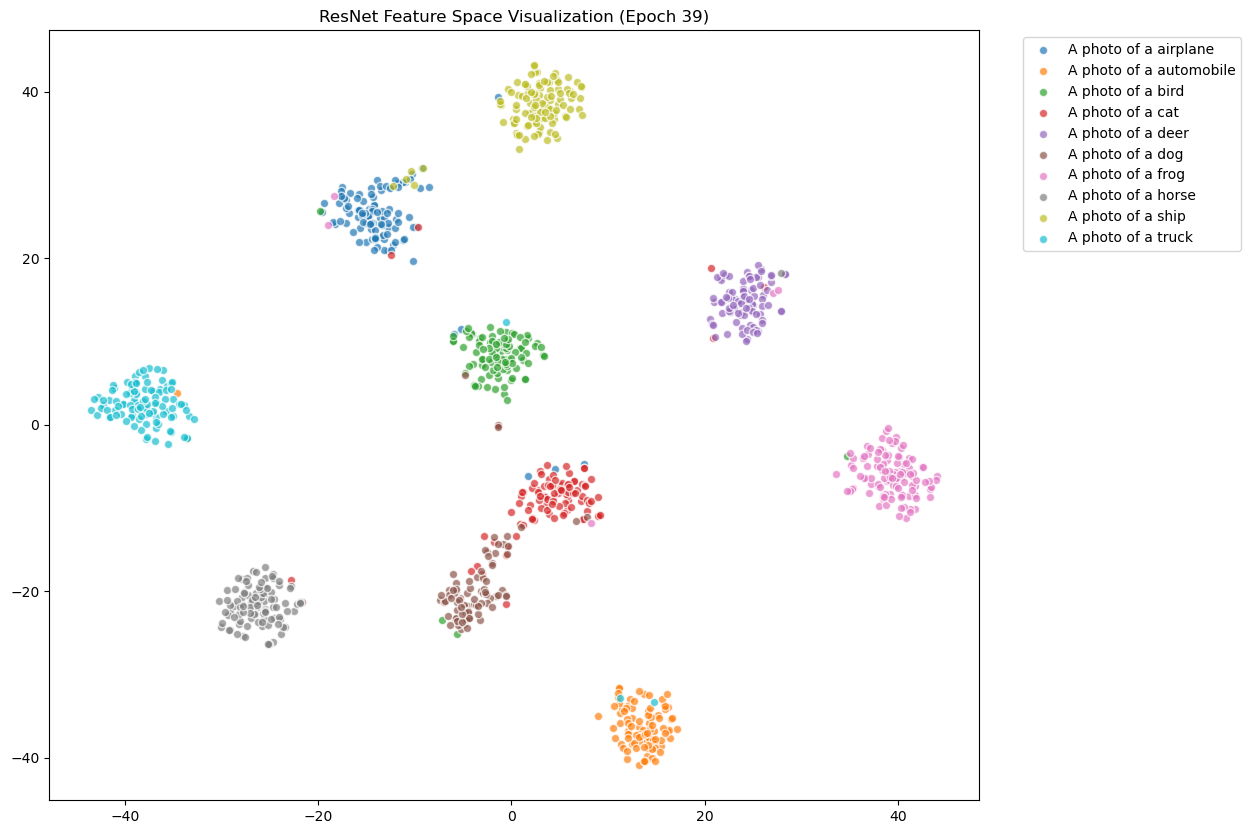 ResNet Feature Space Visualization (Epoch 39)
A photo of a airplane
A photo of a automobile
A photo of a bird
A photo of a cat
A photo of a deer
A photo of a dog
A photo of a frog
A photo of a horse
A photo of a ship
A photo of a truck
40
20
0
−20
−40
−40 −20 0 20 40